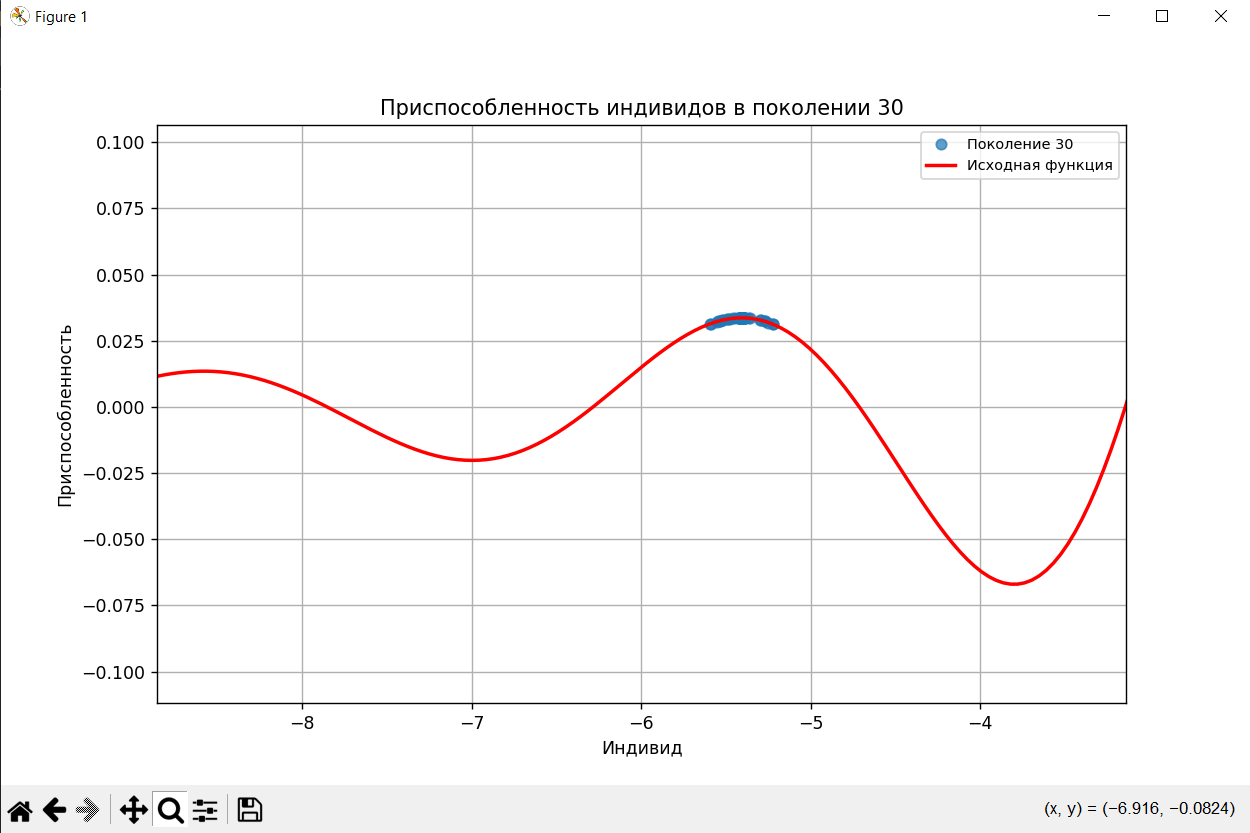 Figure 1
Приспособленность индивидов в поколении 30
Поколение 30
Исходная функция
0.100
0.075
0.050
0.025
0.000
−0.025
−0.050
−0.075
−0.100
Приспособленность
−8 −7 −6 −5 −4
Индивид
(x, y) = (−6.916, −0.0824)